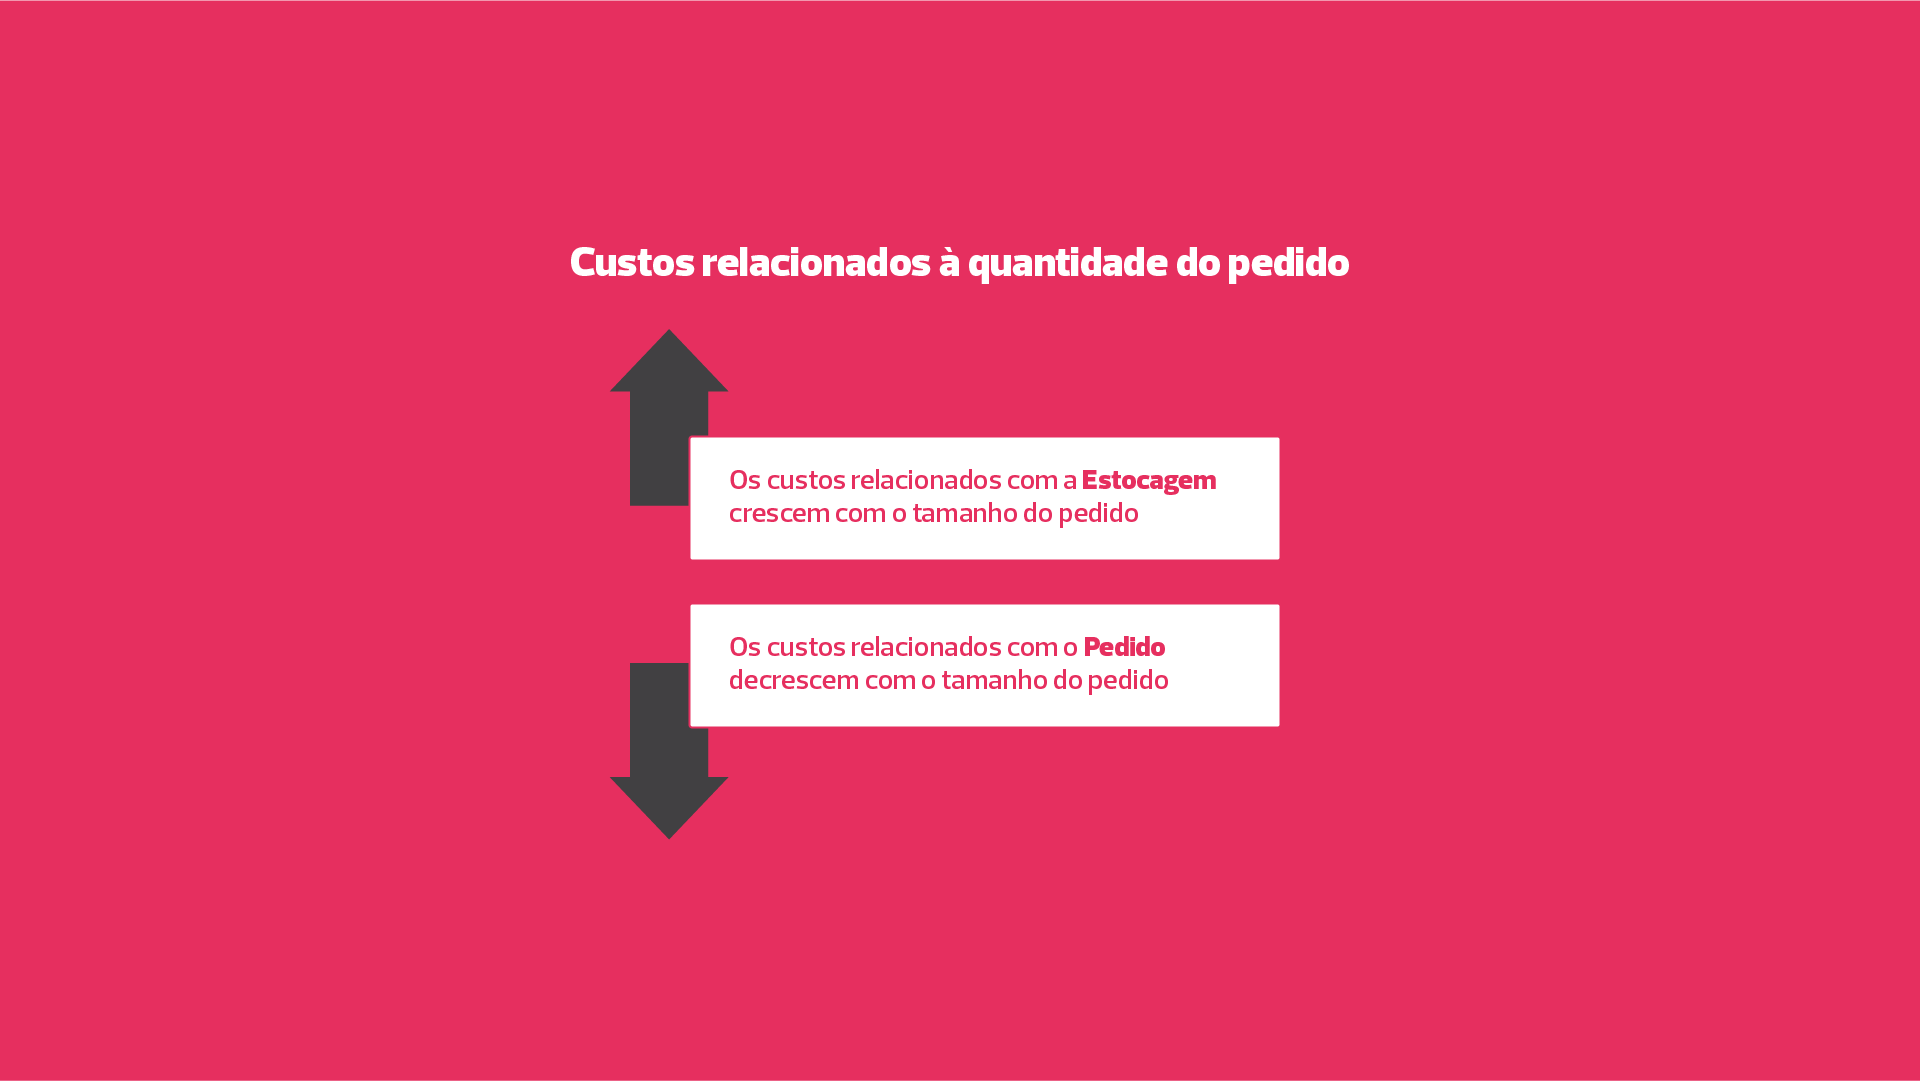 Custos relacionados à quantidade do pedido
Os custos relacionados com a Estocagem
crescem com o tamanho do pedido
Os custos relacionados com o Pedido
decrescem com o tamanho do pedido